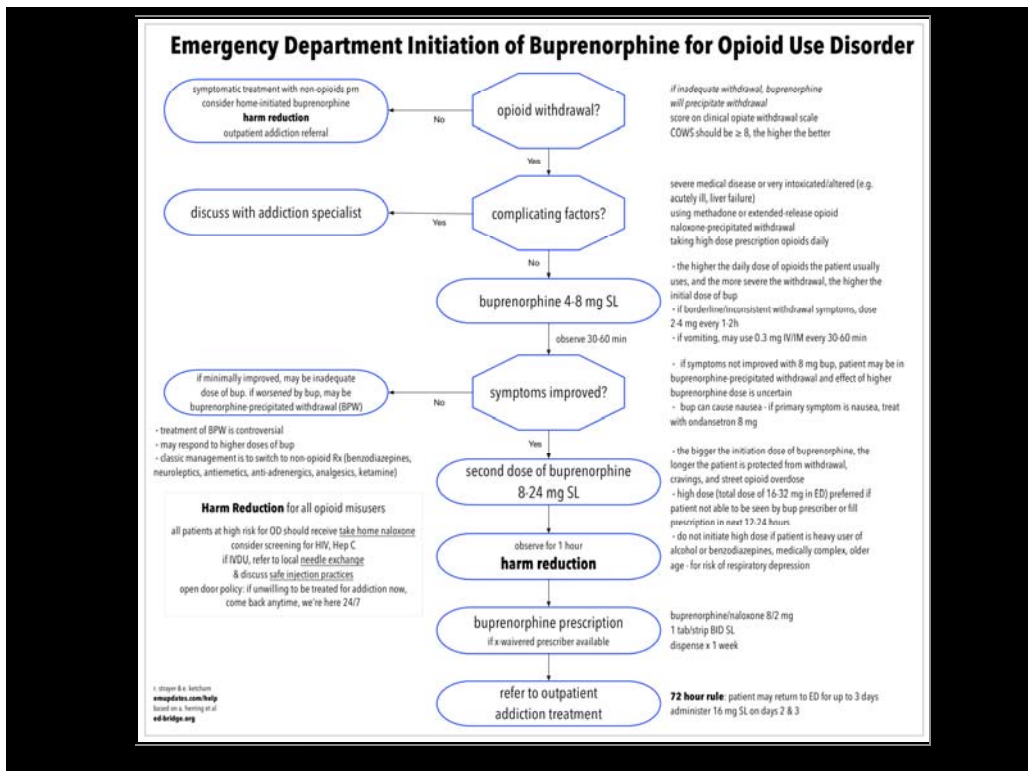 Emergency Department Initiation of Buprenorphine for Opioid Use Disorder
symptomatic treatment with non-opioids prn
consider home-initiated buprenorphine
harm reduction
outpatient addiction referral
No
opioid withdrawal?
if inadequate withdrawal, buprenorphine
will precipitate withdrawal
score on clinical opiate withdrawal scale
COWS should be ≥ 8, the higher the better
Yes
discuss with addiction specialist
Yes
complicating factors?
severe medical disease or very intoxicated/altered (e.g.
acutely ill, liver failure)
using methadone or extended-release opioid
naloxone-precipitated withdrawal
taking high dose prescription opioids daily
No
buprenorphine 4-8 mg SL
- the higher the daily dose of opioids the patient usually
uses, and the more severe the withdrawal, the higher the
initial dose of bup
- if borderline/inconsistent withdrawal symptoms, dose
2-4 mg every 1-2h
- if vomiting, may use 0.3 mg IV/IM every 30-60 min
observe 30-60 min
if minimally improved, may be inadequate
dose of bup. if worsened by bup, may be
buprenorphine-precipitated withdrawal (BPW)
No
symptoms improved?
- if symptoms not improved with 8 mg bup, patient may be in
buprenorphine-precipitated withdrawal and effect of higher
buprenorphine dose is uncertain
- bup can cause nausea - if primary symptom is nausea, treat
with ondansetron 8 mg
- treatment of BPW is controversial
- may respond to higher doses of bup
- classic management is to switch to non-opioid Rx (benzodiazepines,
neuroleptics, antiemetics, anti-adrenergics, analgesics, ketamine)
Yes
second dose of buprenorphine
8-24 mg SL
- the bigger the initiation dose of buprenorphine, the
longer the patient is protected from withdrawal,
cravings, and street opioid overdose
- high dose (total dose of 16-32 mg in ED) preferred if
patient not able to be seen by bup prescriber or fill
prescription in next 12-24 hours
- do not initiate high dose if patient is heavy user of
alcohol or benzodiazepines, medically complex, older
age - for risk of respiratory depression
Harm Reduction for all opioid misusers
all patients at high risk for OD should receive take home naloxone
consider screening for HIV, Hep C
if IVDU, refer to local needle exchange
& discuss safe injection practices
open door policy: if unwilling to be treated for addiction now,
come back anytime, we're here 24/7
observe for 1 hour
harm reduction
buprenorphine prescription
if x-waivered prescriber available
buprenorphine/naloxone 8/2 mg
1 tab/strip BID SL
dispense x 1 week
refer to outpatient
addiction treatment
72 hour rule: patient may return to ED for up to 3 days
administer 16 mg SL on days 2 & 3
r. strayer & e. ketcham
emupdates.com/help
based on a. herring et al
ed-bridge.org